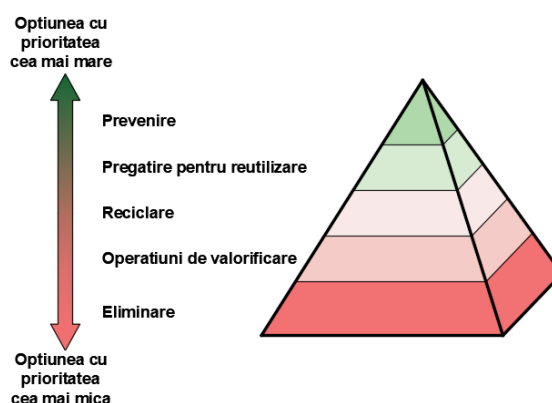 Optiunea cu
prioritatea
cea mai mare
Prevenire
Pregatire pentru reutilizare
Reciclare
Operatiuni de valorificare
Eliminare
Optiunea cu
prioritatea
cea mai mica